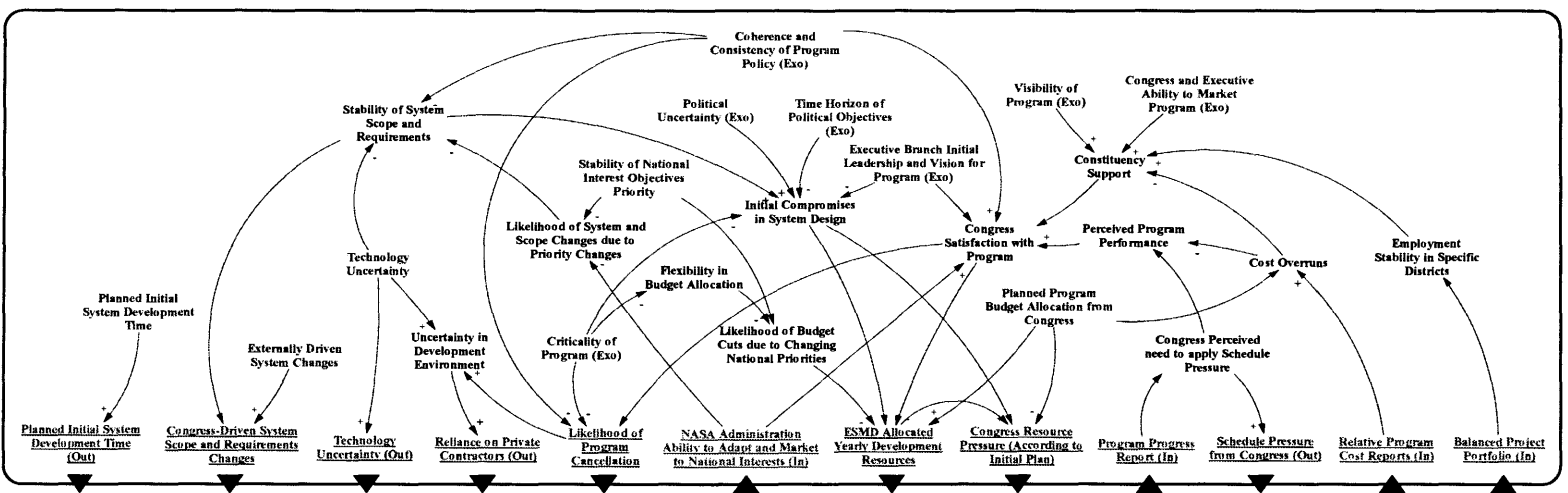 Coherence and
Consistency of Program
Policy (Exo)
Visibility of
Program (Exo)
Congress and Executive
Ability to Market
Program (Exo)
Stability of System
Scope and
Requirements
Political
Uncertainty (Exo)
Time Horizon of
Political Objectives
(Exo)
Executive Branch Initial
Leadership and Vision for
Program (Exo)
Constituency
Support
Stability of National
Interest Objectives
Priority
Initial Compromises
in System Design
Likelihood of System and
Scope Changes due to
Priority Changes
Congress
Satisfaction with
Program
Perceived Program
Performance
Cost Overruns
Employment
Stability in Specific
Districts
Technology
Uncertainty
Flexibility in
Budget Allocation
Planned Program
Budget Allocation from
Congress
Planned Initial
System Development
Time
Externally Driven
System Changes
Uncertainty in
Development
Environment
Criticality of
Program (Exo)
Likelihood of Budget
Cuts due to Changing
National Priorities
Congress Perceived
need to apply Schedule
Pressure
Planned Initial System
Development Time
(Out)
Congress-Driven System
Scope and Requirements
Changes
Technology
Uncertainty (Out)
Reliance on Private
Contractors (Out)
Likelihood of
Program
Cancellation
NASA Administration
Ability to Adapt and Market
to National Interests (In)
ESMD Allocated
Yearly Development
Resources
Congress Resource
Pressure (According to
Initial Plan)
Program Progress
Report (In)
Schedule Pressure
from Congress (Out)
Relative Program
Cost Reports (In)
Balanced Project
Portfolio (In)